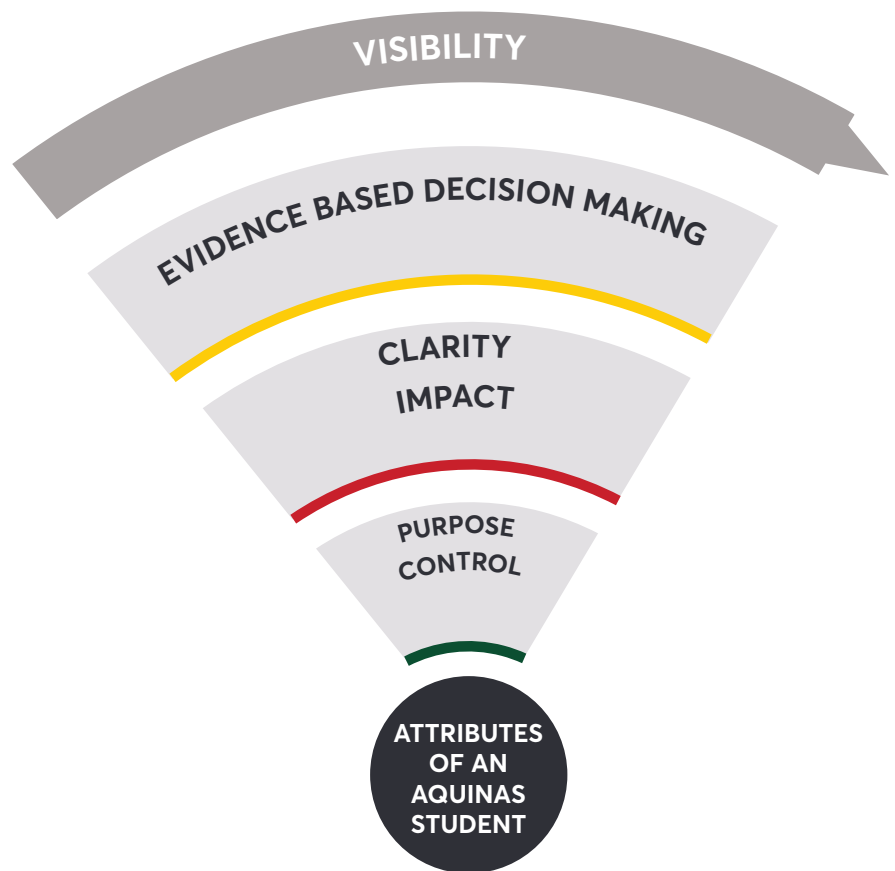 VISIBILITY
EVIDENCE BASED DECISION MAKING
CLARITY
IMPACT
PURPOSE
CONTROL
ATTRIBUTES
OF AN
AQUINAS
STUDENT